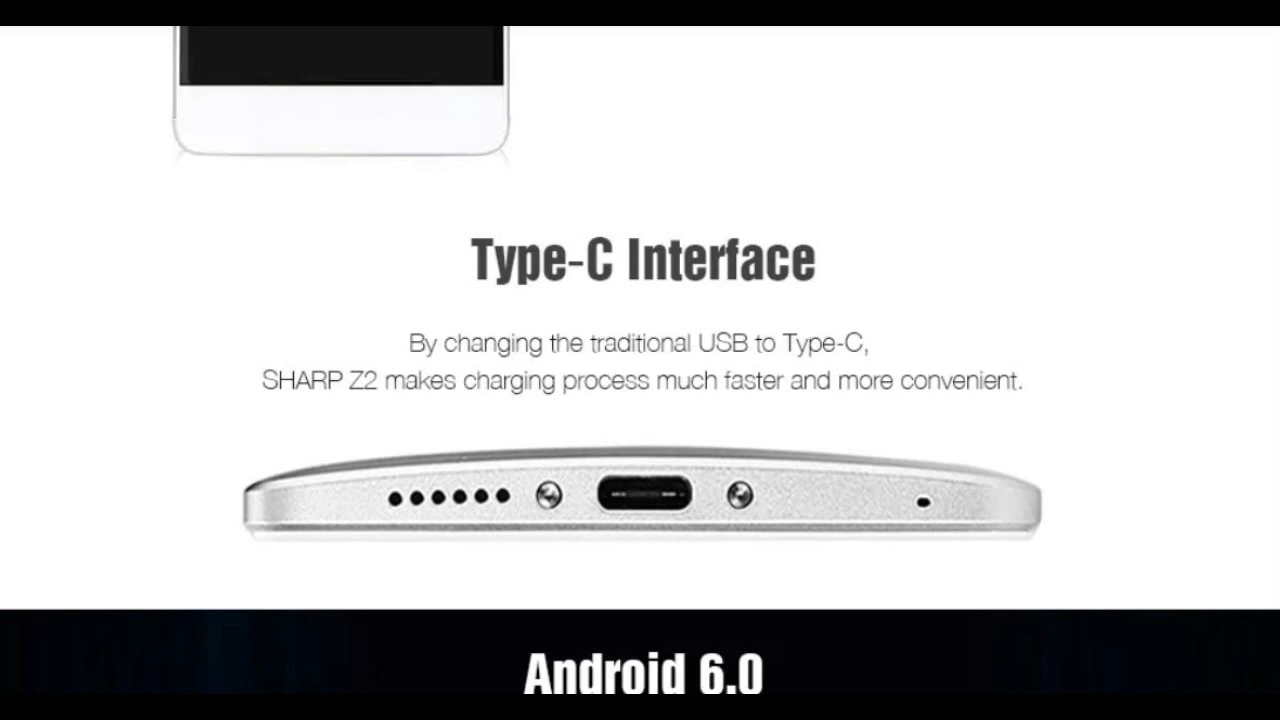 Type-C Interface
By changing the traditional USB to Type-C,
SHARP Z2 makes charging process much faster and more convenient.
Android 6.0